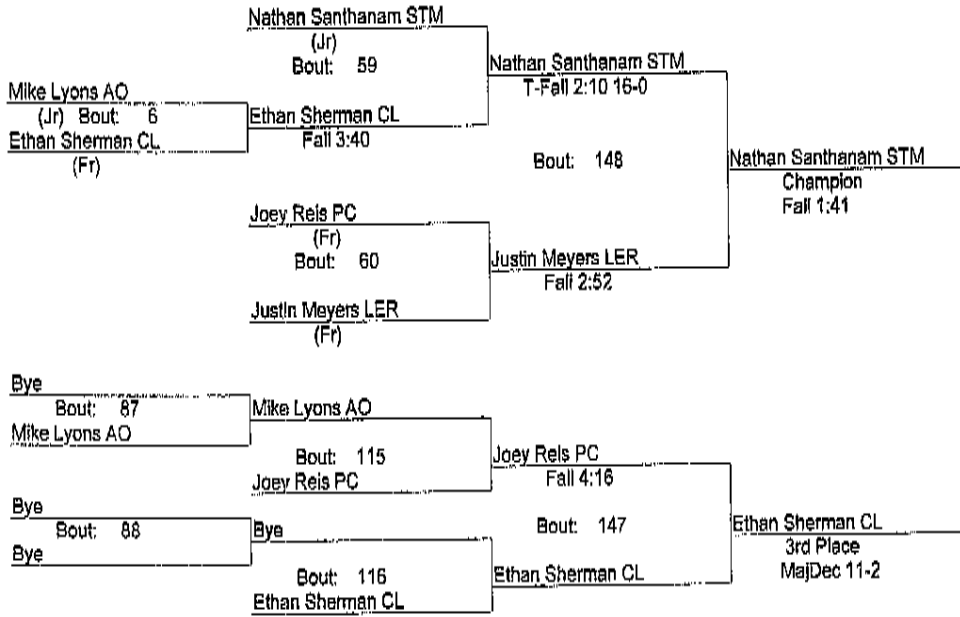 Nathan Santhanam STM
(Jr)
Bout: 59
Nathan Santhanam STM
T-Fall 2:10 16-0
Mike Lyons AO
(Jr) Bout: 6
Ethan Sherman CL
(Fr)
Ethan Sherman CL
Fall 3:40
Bout: 148
Nathan Santhanam STM
Champion
Fall 1:41
Joey Reis PC
(Fr)
Bout: 60
Justin Meyers LER
Fall 2:52
Justin Meyers LER
(Fr)
Bye
Bout: 87
Mike Lyons AO
Mike Lyons AO
Bout: 115
Joey Reis PC
Joey Reis PC
Fall 4:16
Bye
Bout: 88
Bye
Bye
Bout: 147
Ethan Sherman CL
3rd Place
MajDec 11-2
Bout: 116
Ethan Sherman CL
Ethan Sherman CL